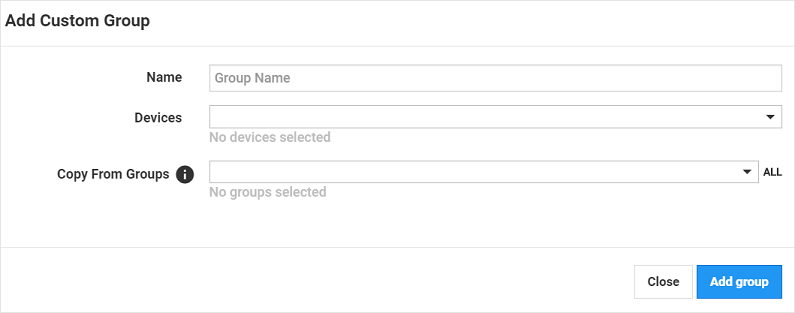 Add Custom Group
Name
Group Name
Devices
No devices selected
Copy From Groups
ALL
No groups selected
Close
Add group